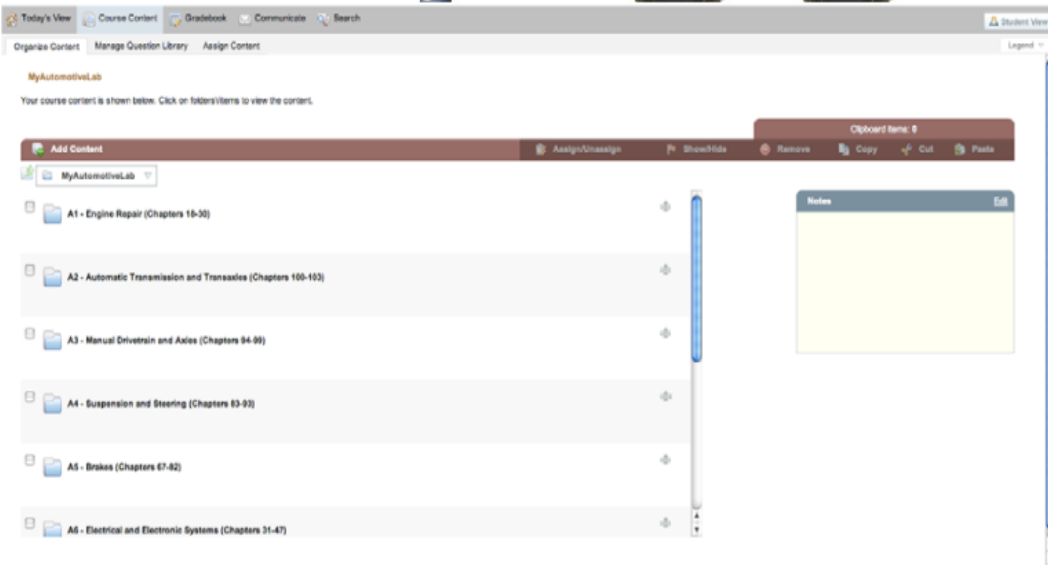 Today's View Course Content Gradebook Communicate Search
Student View
Organize Content Manage Question Library Assign Content
Legend
MyAutomotiveLab
Your course content is shown below. Click on folders/items to view the content.
Clipboard Items: 0
Add Content Assign/Unassign Show/Hide Remove Copy Cut Paste
MyAutomotiveLab
Notes Edit
A1 - Engine Repair (Chapters 18-30)
A2 - Automatic Transmission and Transaxles (Chapters 100-103)
A3 - Manual Drivetrain and Axles (Chapters 94-99)
A4 - Suspension and Steering (Chapters 83-93)
A5 - Brakes (Chapters 67-82)
A6 - Electrical and Electronic Systems (Chapters 31-47)